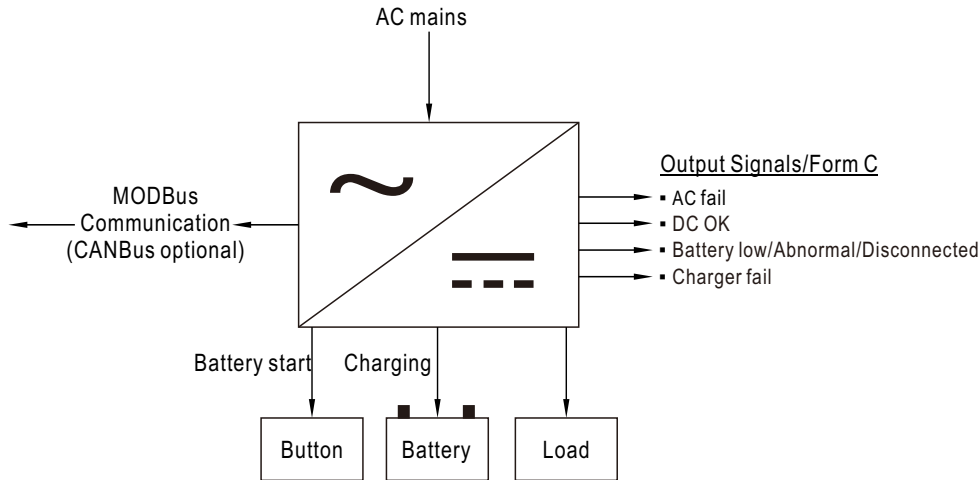 AC mains
Output Signals/Form C
▪ AC fail
▪ DC OK
▪ Battery low/Abnormal/Disconnected
▪ Charger fail
MODBus
Communication
(CANBus optional)
Battery start
Charging
Button
Battery
Load